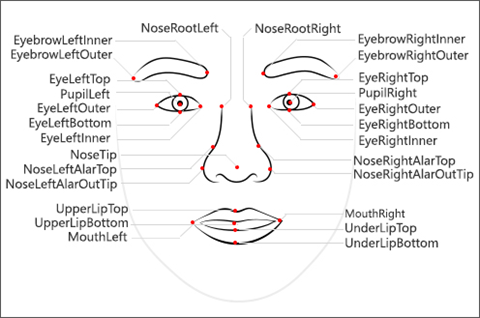 NoseRootLeft NoseRootRight
EyebrowLeftInner EyebrowRightInner
EyebrowLeftOuter EyebrowRightOuter
EyeLeftTop EyeRightTop
PupilLeft PupilRight
EyeLeftOuter EyeRightOuter
EyeLeftBottom EyeRightBottom
EyeLeftInner EyeRightInner
NoseTip
NoseLeftAlarTop NoseRightAlarTop
NoseLeftAlarOutTip NoseRightAlarOutTip
UpperLipTop MouthRight
UpperLipBottom UnderLipTop
MouthLeft UnderLipBottom